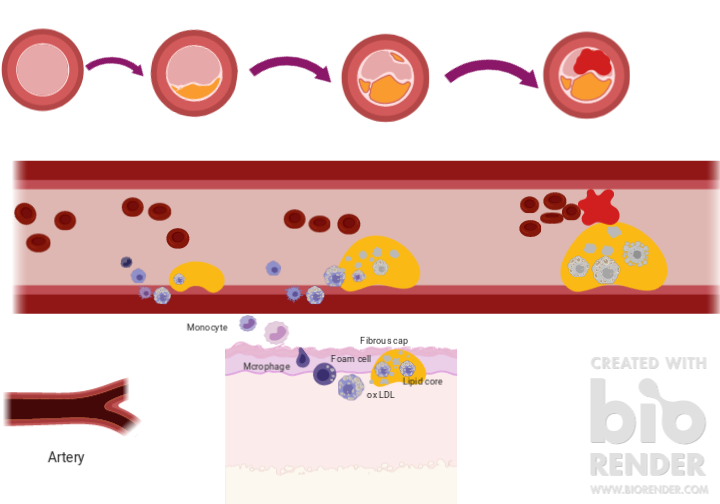 Monocyte
Fibrous cap
Foam cell
Mcrophage
Lipid core
ox LDL
Artery
CREATED WITH
bio
RENDER
WWW.BIORENDER.COM